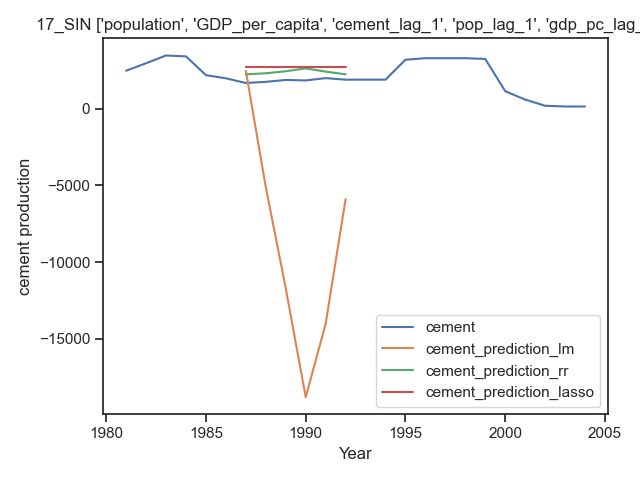 17_SIN ['population', 'GDP_per_capita', 'cement_lag_1', 'pop_lag_1', 'gdp_pc_lag_
0
−5000
−10000
−15000
cement production
cement
cement_prediction_lm
cement_prediction_rr
cement_prediction_lasso
1980 1985 1990 1995 2000 2005
Year